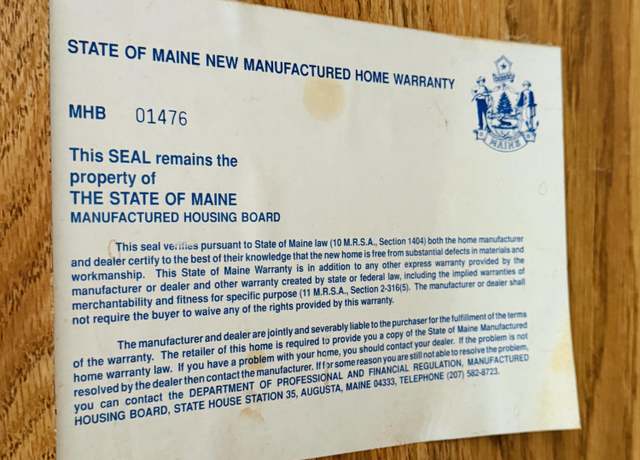 STATE OF MAINE NEW MANUFACTURED HOME WARRANTY
MHB 01476
MAINE
This SEAL remains the
property of
THE STATE OF MAINE
MANUFACTURED HOUSING BOARD
This seal verifies pursuant to State of Maine law (10 M.R.S.A., Section 1404) both the home manufacturer
and dealer certify to the best of their knowledge that the new home is free from substantial defects in materials and
workmanship. This State of Maine Warranty is in addition to any other express warranty provided by the
manufacturer or dealer and other warranty created by state or federal law, including the implied warranties of
merchantability and fitness for specific purpose (11 M.R.S.A., Section 2-316(5). The manufacturer or dealer shall
not require the buyer to waive any of the rights provided by this warranty.
The manufacturer and dealer are jointly and severably liable to the purchaser for the fulfillment of the terms
of the warranty. The retailer of this home is required to provide you a copy of the State of Maine Manufactured
home warranty law. If you have a problem with your home, you should contact your dealer. If the problem is not
resolved by the dealer then contact the manufacturer. If for some reason you are still not able to resolve the problem,
you can contact the DEPARTMENT OF PROFESSIONAL AND FINANCIAL REGULATION, MANUFACTURED
HOUSING BOARD, STATE HOUSE STATION 35, AUGUSTA, MAINE 04333, TELEPHONE (207) 582-8723.